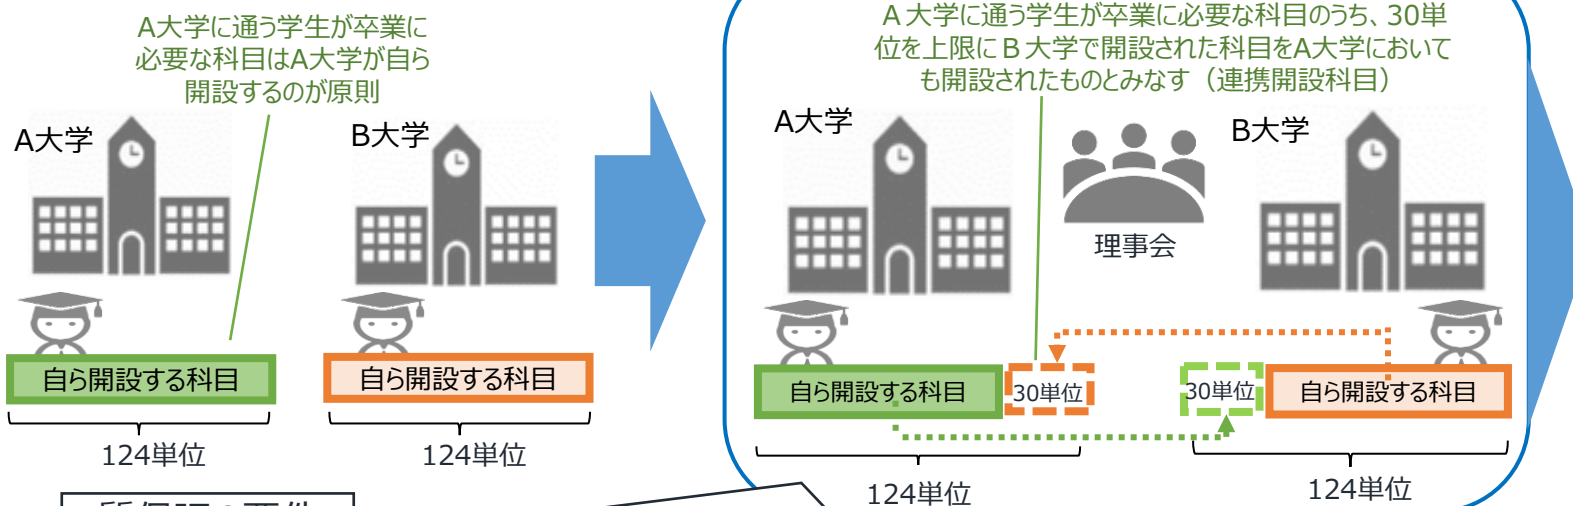 A大学に通う学生が卒業に
必要な科目はA大学が自ら
開設するのが原則
A大学
B大学
自ら開設する科目
自ら開設する科目
124単位
124単位
A大学に通う学生が卒業に必要な科目のうち、30単
位を上限にB大学で開設された科目をA大学において
も開設されたものとみなす（連携開設科目）
A大学
B大学
理事会
自ら開設する科目
30単位
30単位
自ら開設する科目
124単位
124単位
質保証の要件